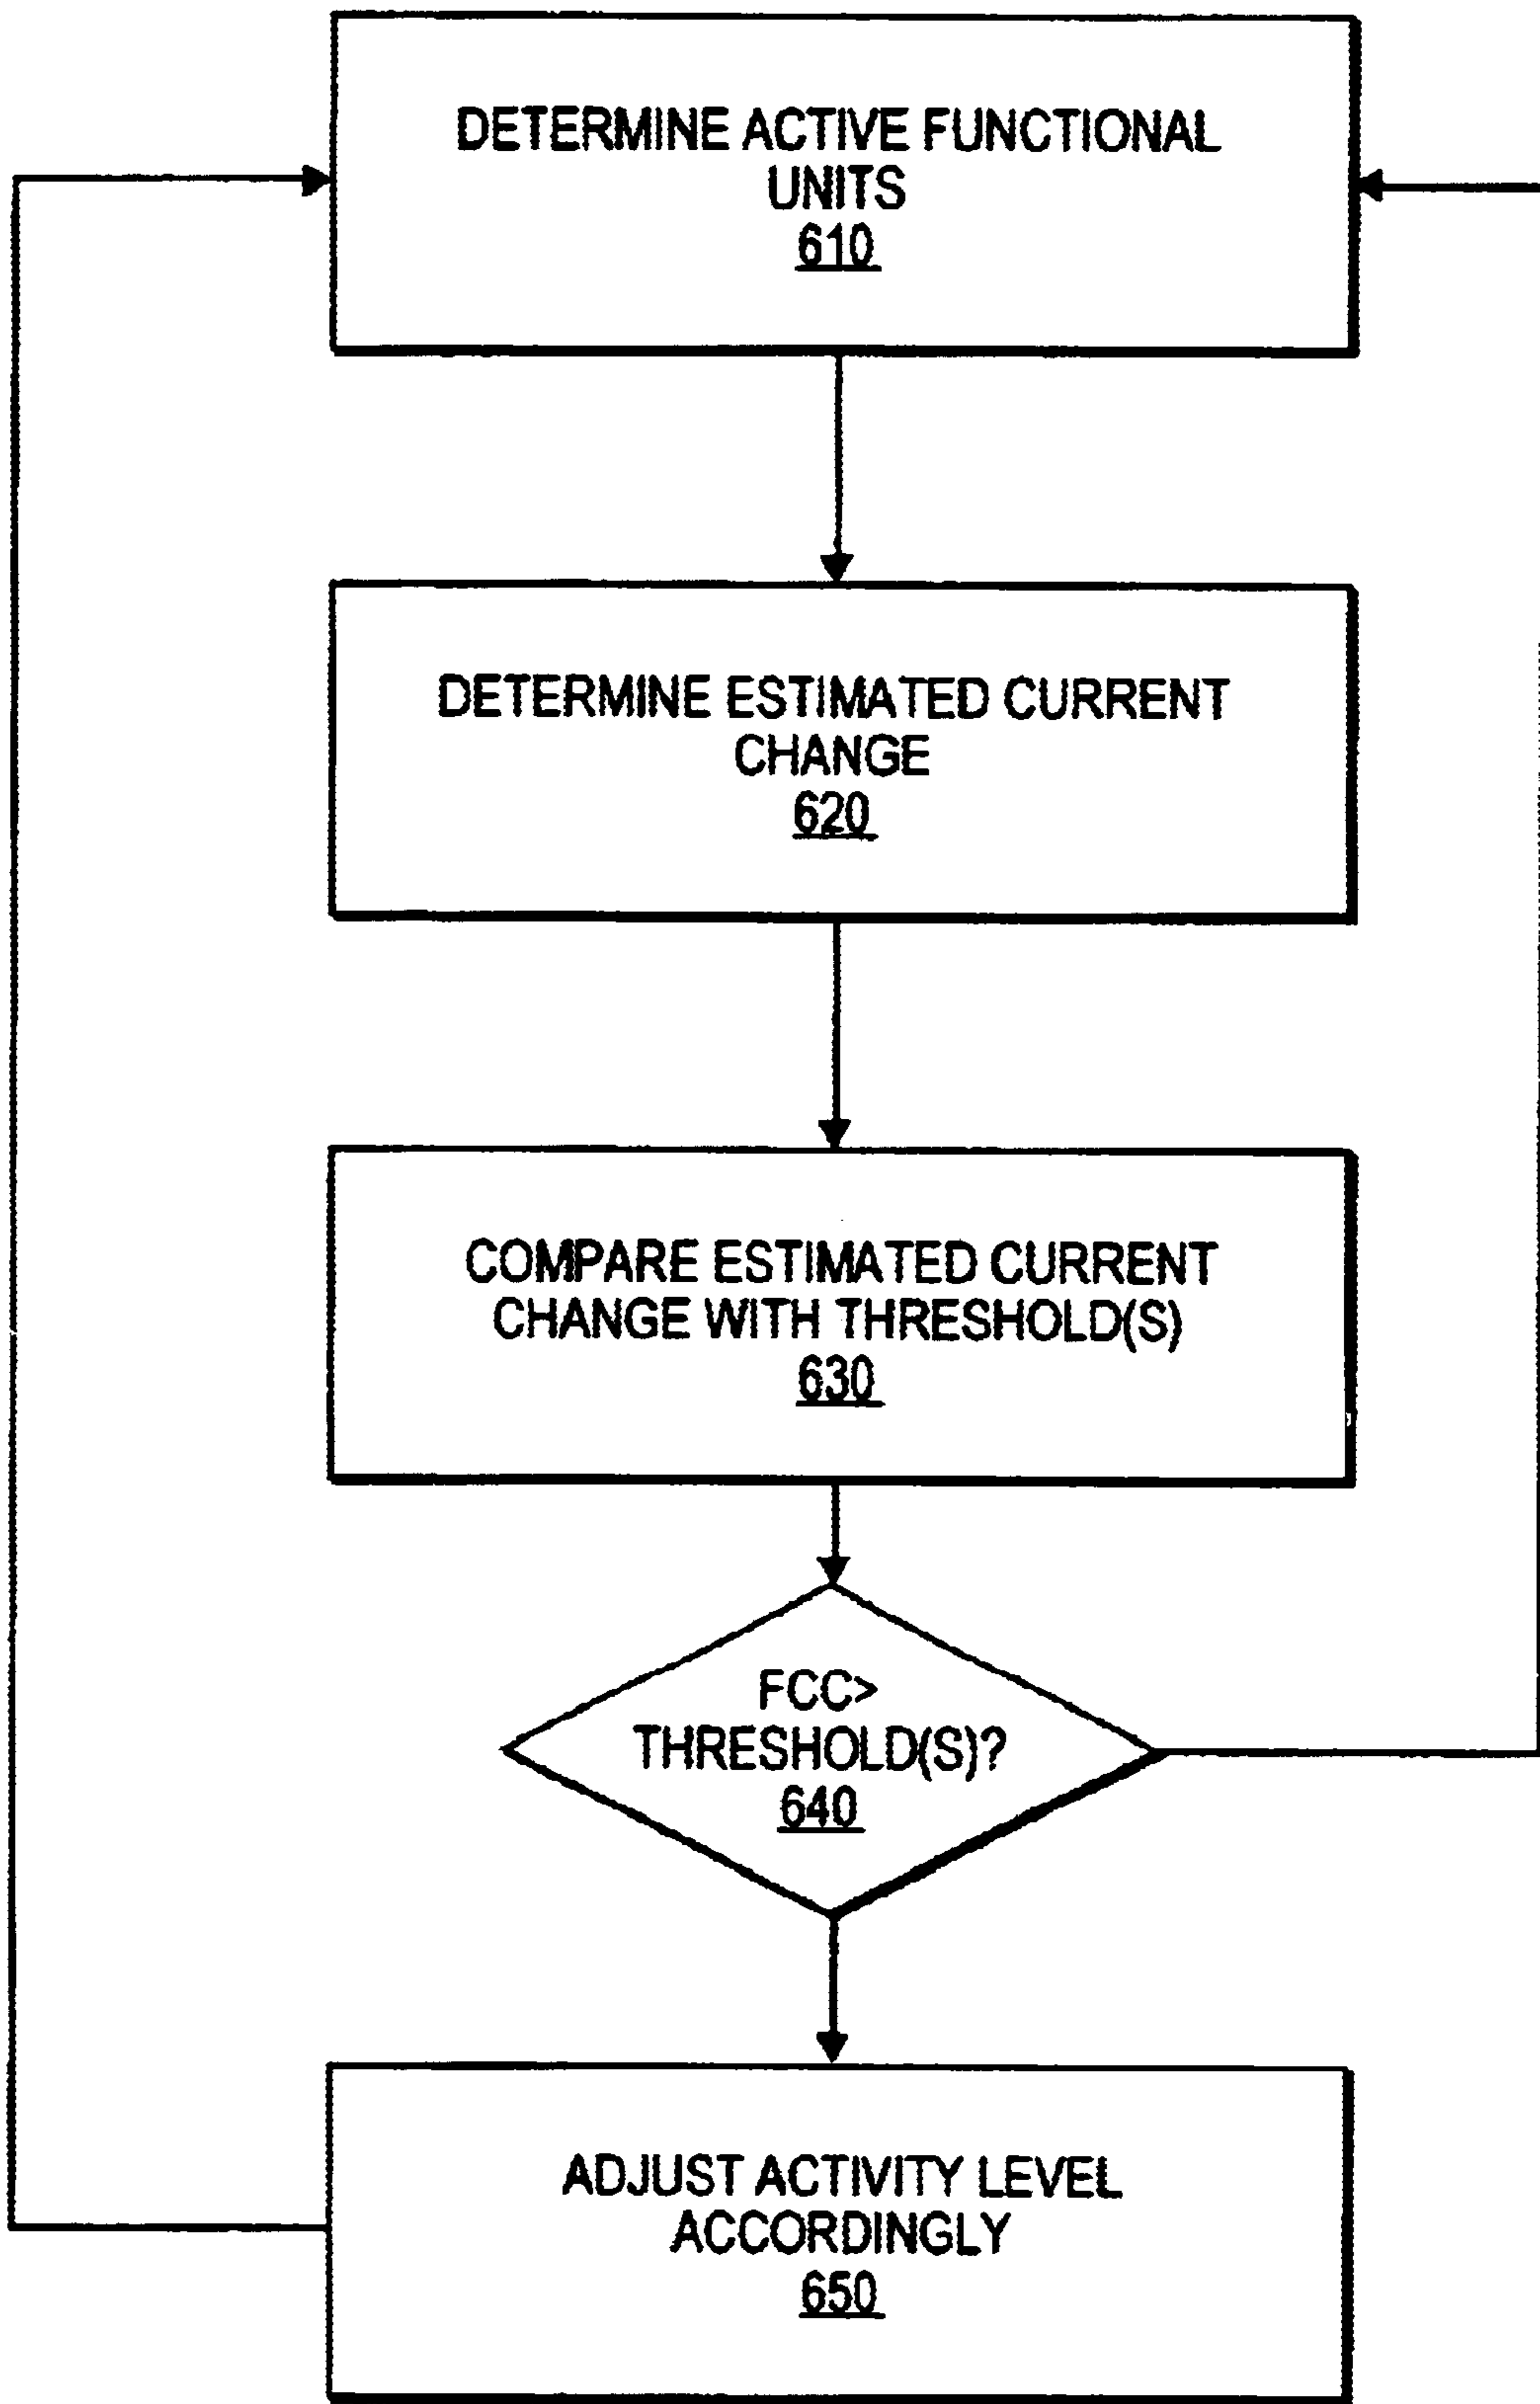 DETERMINE ACTIVE FUNCTIONAL
UNITS
610
DETERMINE ESTIMATED CURRENT
CHANGE
620
COMPARE ESTIMATED CURRENT
CHANGE WITH THRESHOLD(S)
630
FCC>
THRESHOLD(S)?
640
ADJUST ACTIVITY LEVEL
ACCORDINGLY
650